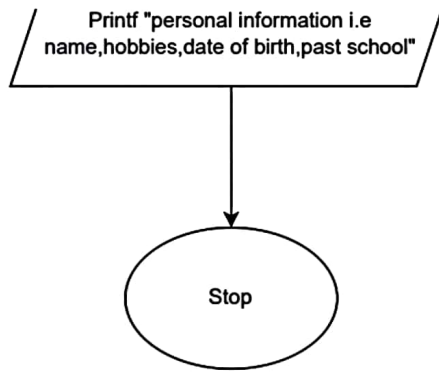 Printf "personal information i.e
name,hobbies,date of birth,past school"
Stop